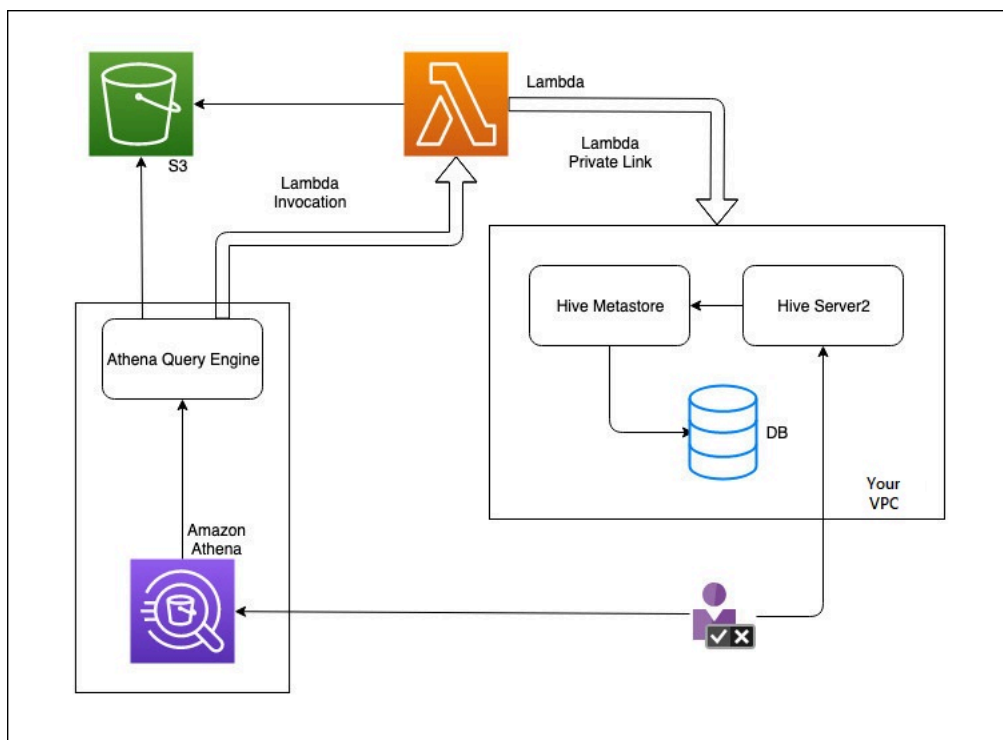 Lambda
S3
Lambda
Private Link
Lambda
Invocation
Hive Metastore
Hive Server2
Athena Query Engine
DB
Your
VPC
Amazon
Athena